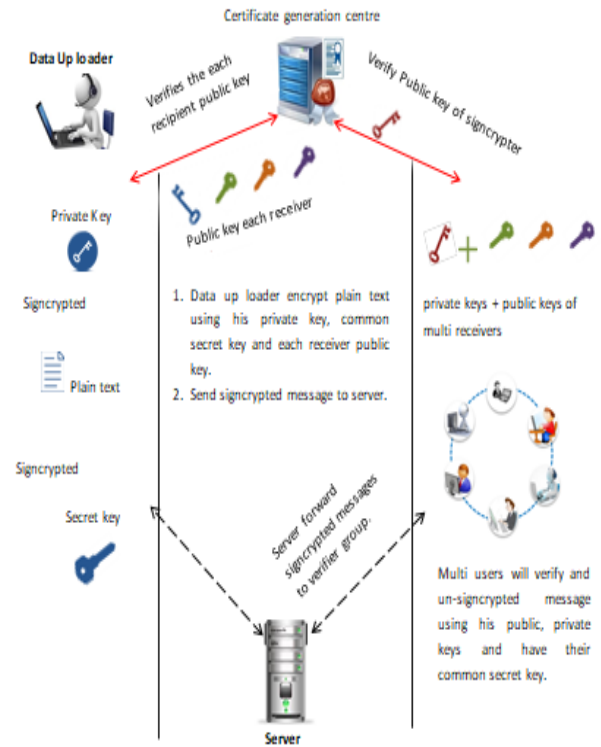 Certificate generation centre
Data Up loader
Verifies the each
recipient public key
Verify Public key of signcrypter
Public key each receiver
Private Key
Signcrypted
Plain text
Signcrypted
Secret key
1. Data up loader encrypt plain text
using his private key, common
secret key and each receiver public
key.
2. Send signcrypted message to server.
private keys + public keys of
multi receivers
Server forward
signcrypted messages
to verifier group.
Multi users will verify and
un-signcrypted message
using his public, private
keys and have their
common secret key.
Server